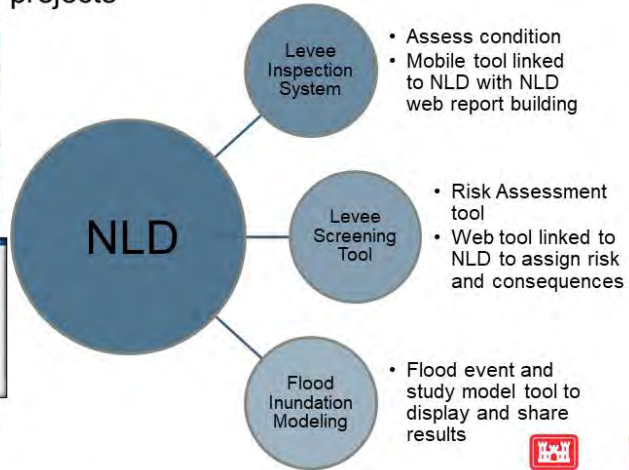 projects
NLD
Levee
Inspection
System
• Assess condition
• Mobile tool linked
to NLD with NLD
web report building
Levee
Screening
Tool
• Risk Assessment
tool
• Web tool linked to
NLD to assign risk
and consequences
Flood
Inundation
Modeling
• Flood event and
study model tool to
display and share
results